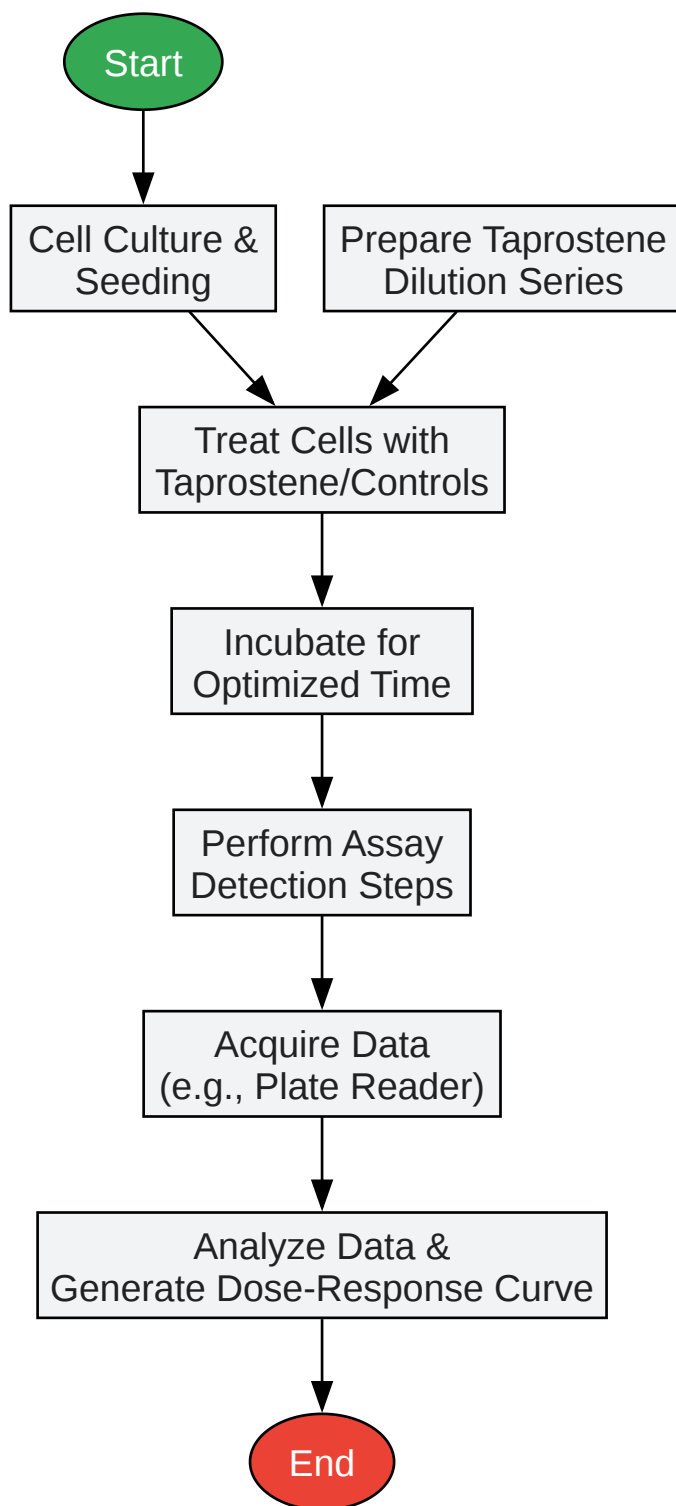 Start
Cell Culture &
Seeding
Prepare Taprostene
Dilution Series
Treat Cells with
Taprostene/Controls
Incubate for
Optimized Time
Perform Assay
Detection Steps
Acquire Data
(e.g., Plate Reader)
Analyze Data &
Generate Dose-Response Curve
End